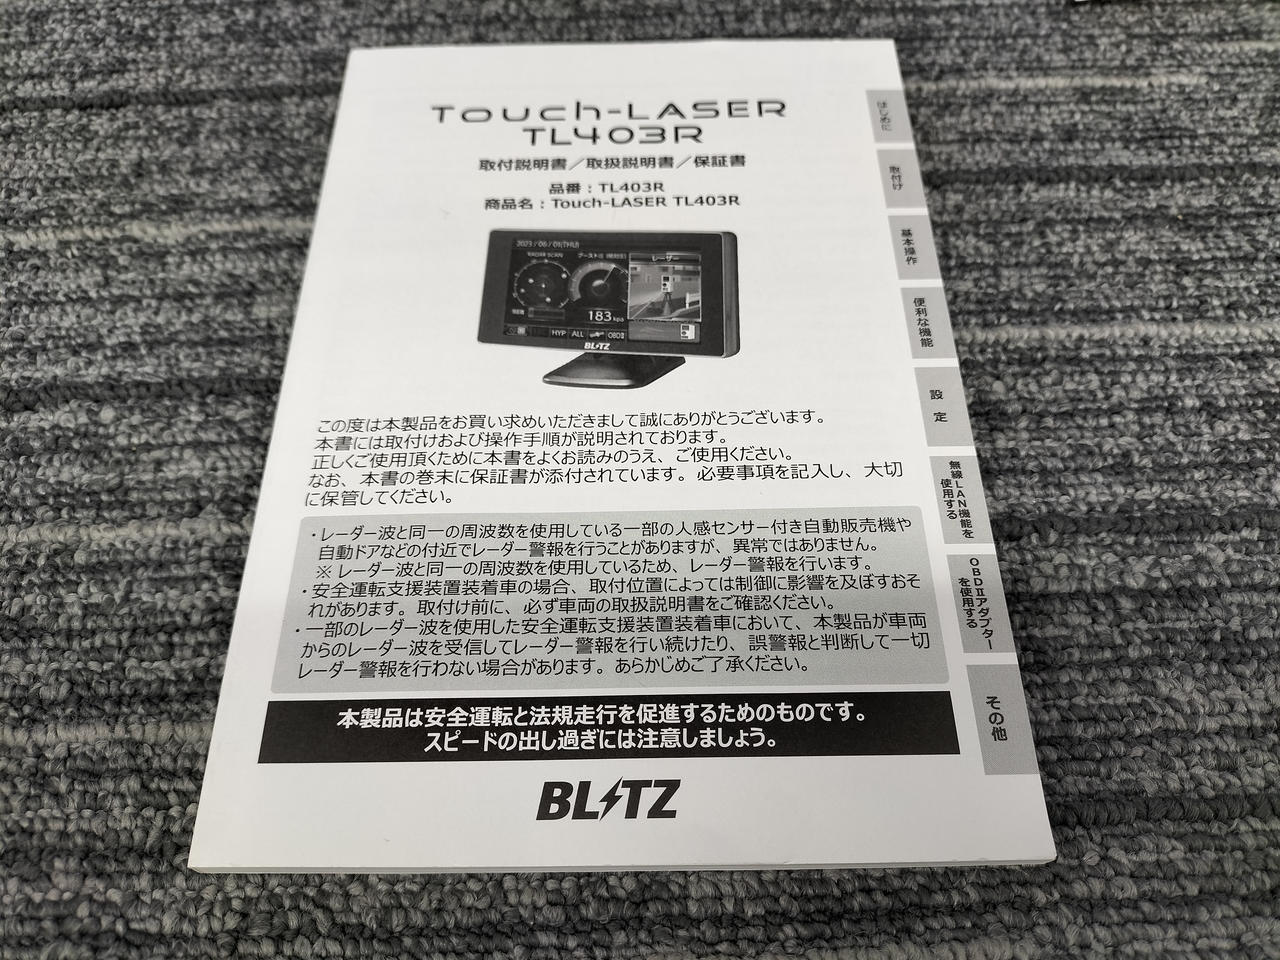 Touch-LASER
TL403R
取付説明書／取扱説明書／保証書
品番：TL403R
商品名：Touch-LASER TL403R
2023/06/01(THU)
RADAR SCAN
レーザー
183kpa
HYP ALL OBDⅡ
BLITZ
この度は本製品をお買い求めいただきまして誠にありがとうございます。
本書には取付けおよび操作手順が説明されております。
正しくご使用頂くために本書をよくお読みのうえ、ご使用ください。
なお、本書の巻末に保証書が添付されています。必要事項を記入し、大切
に保管してください。
・レーダー波と同一の周波数を使用している一部の人感センサー付き自動販売機や
自動ドアなどの付近でレーダー警報を行うことがありますが、異常ではありません。
※ レーダー波と同一の周波数を使用しているため、レーダー警報を行います。
・安全運転支援装置装着車の場合、取付位置によっては制御に影響を及ぼすおそ
れがあります。取付け前に、必ず車両の取扱説明書をご確認ください。
・一部のレーダー波を使用した安全運転支援装置装着車において、本製品が車両
からのレーダー波を受信してレーダー警報を行い続けたり、誤警報と判断して一切
レーダー警報を行わない場合があります。あらかじめご了承ください。
本製品は安全運転と法規走行を促進するためのものです。
スピードの出し過ぎには注意しましょう。
BLITZ
はじめに
取付け
基本操作
便利な機能
設定
無線LAN機能を
使用する
OBDⅡアダプター
を使用する
その他